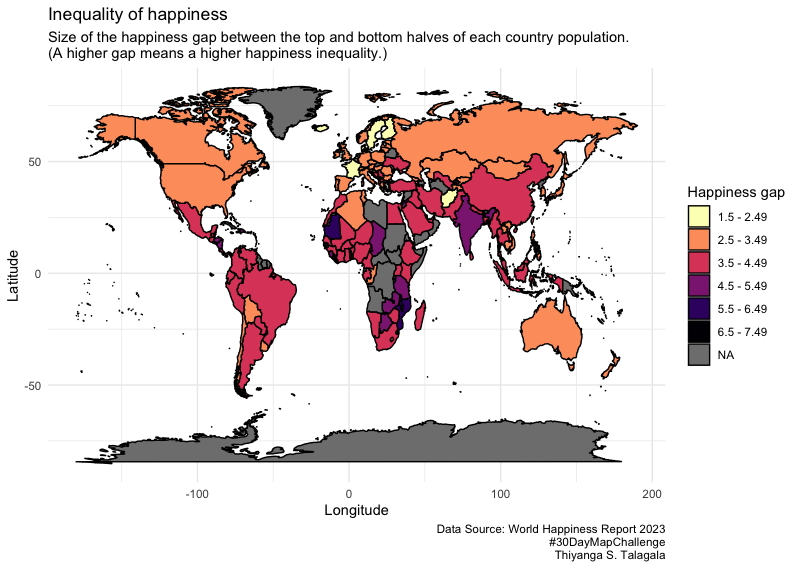 Inequality of happiness
Size of the happiness gap between the top and bottom halves of each country population.
(A higher gap means a higher happiness inequality.)
Latitude
50
0
-50
-100
0
100
200
Longitude
Happiness gap
1.5 - 2.49
2.5 - 3.49
3.5 - 4.49
4.5 - 5.49
5.5 - 6.49
6.5 - 7.49
NA
Data Source: World Happiness Report 2023
#30DayMapChallenge
Thiyanga S. Talagala